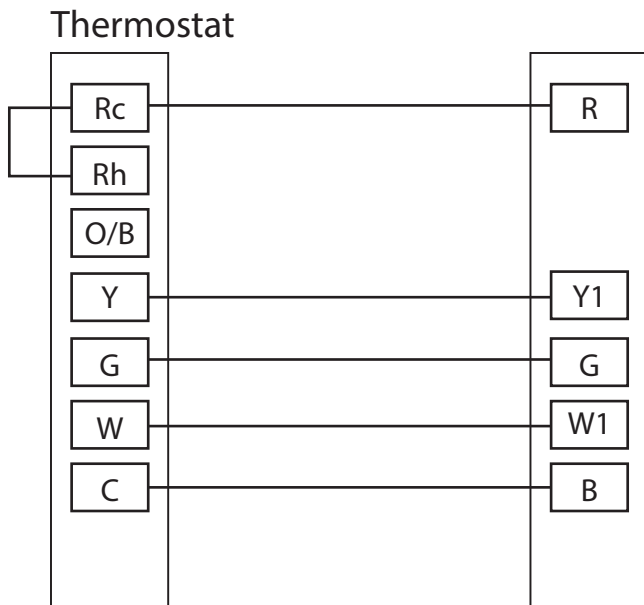 Thermostat
Rc R
Rh
O/B
Y Y1
G G
W W1
C B